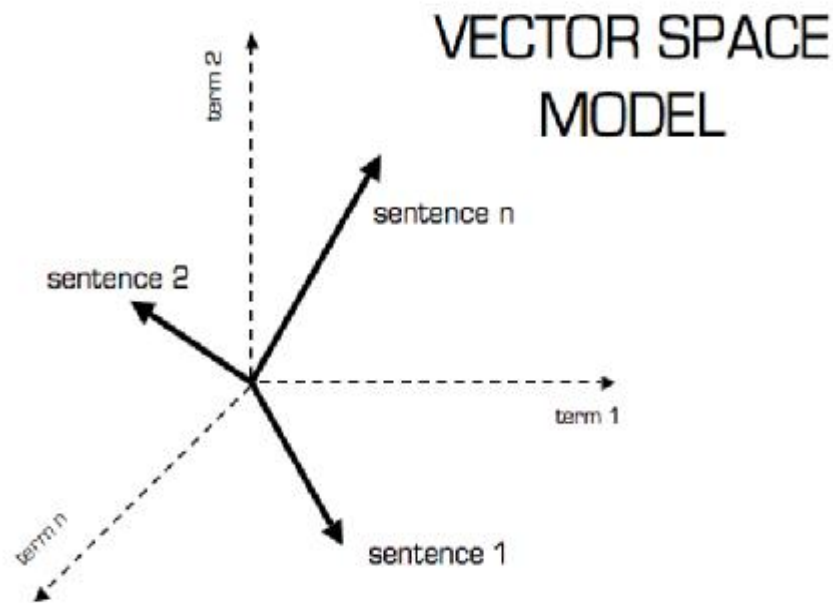 VECTOR SPACE
MODEL
term 2
sentence n
sentence 2
term 1
term n
sentence 1